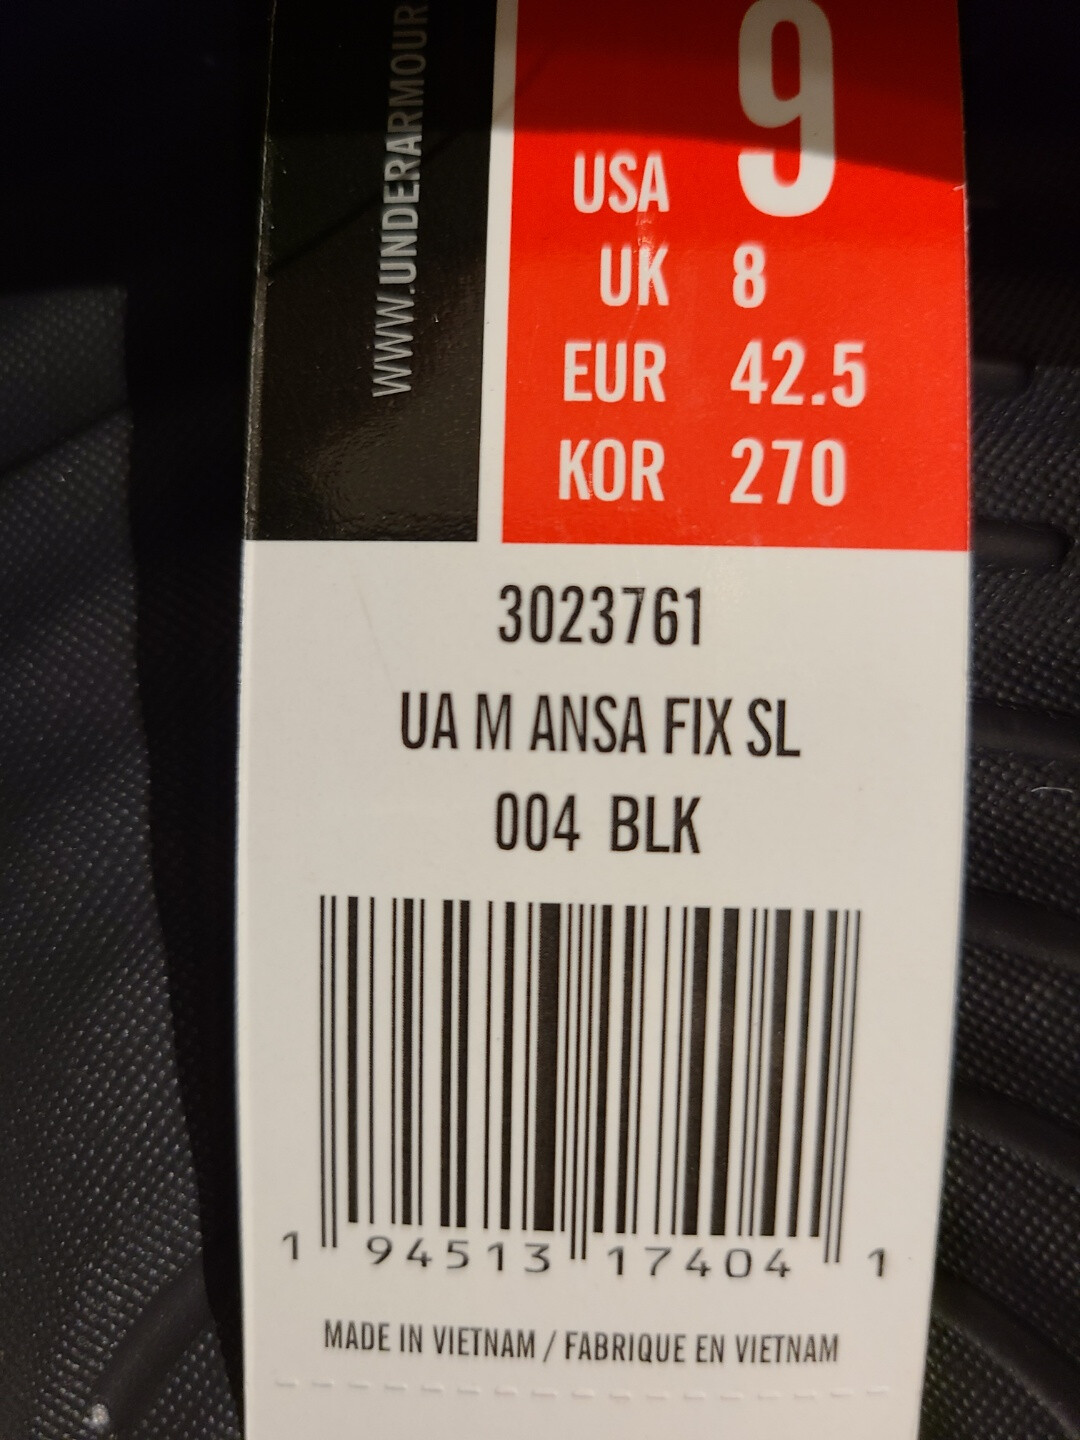 WWW.UNDERARMOUR
USA 9
UK 8
EUR 42.5
KOR 270
3023761
UA M ANSA FIX SL
004 BLK
1 94513 17404 1
MADE IN VIETNAM / FABRIQUE EN VIETNAM